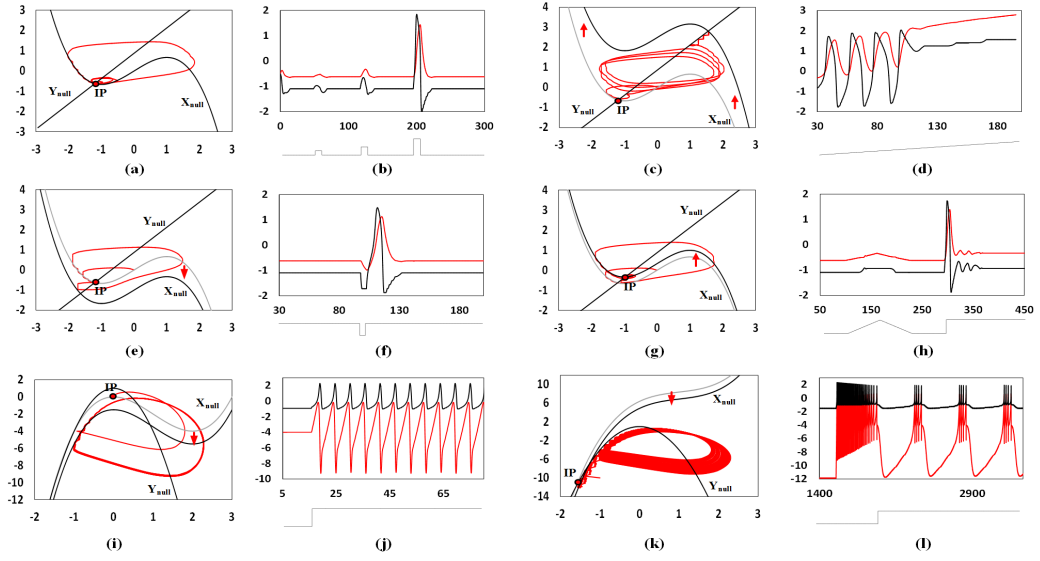 3
2
1
0
-1
-2
-3
Ynull
IP
Xnull
-3 -2 -1 0 1 2 3
(a)
2
1
0
-1
-2
0 100 200 300
(b)
5
4
3
2
1
0
-1
-2
Ynull
IP
Xnull
-3 -2 -1 0 1 2 3
(c)
3
2
1
0
-1
-2
30 80 130 180
(d)
4
3
2
1
0
-1
-2
Ynull
IP
Xnull
-3 -2 -1 0 1 2 3
(e)
2
1
0
-1
-2
30 80 130 180
(f)
4
3
2
1
0
-1
-2
Ynull
IP
Xnull
-3 -2 -1 0 1 2 3
(g)
2
1
0
-1
-2
50 150 250 350 450
(h)
2
0
-2
-4
-6
-8
-10
-12
IP
Xnull
Ynull
-2 -1 0 1 2 3
(i)
4
2
0
-2
-4
-6
-8
-10
5 25 45 65
(j)
10
6
2
-2
-6
-10
-14
Xnull
IP
Ynull
-2 -1 0 1 2 3
(k)
4
2
0
-2
-4
-6
-8
-10
-12
1400 2900
(l)